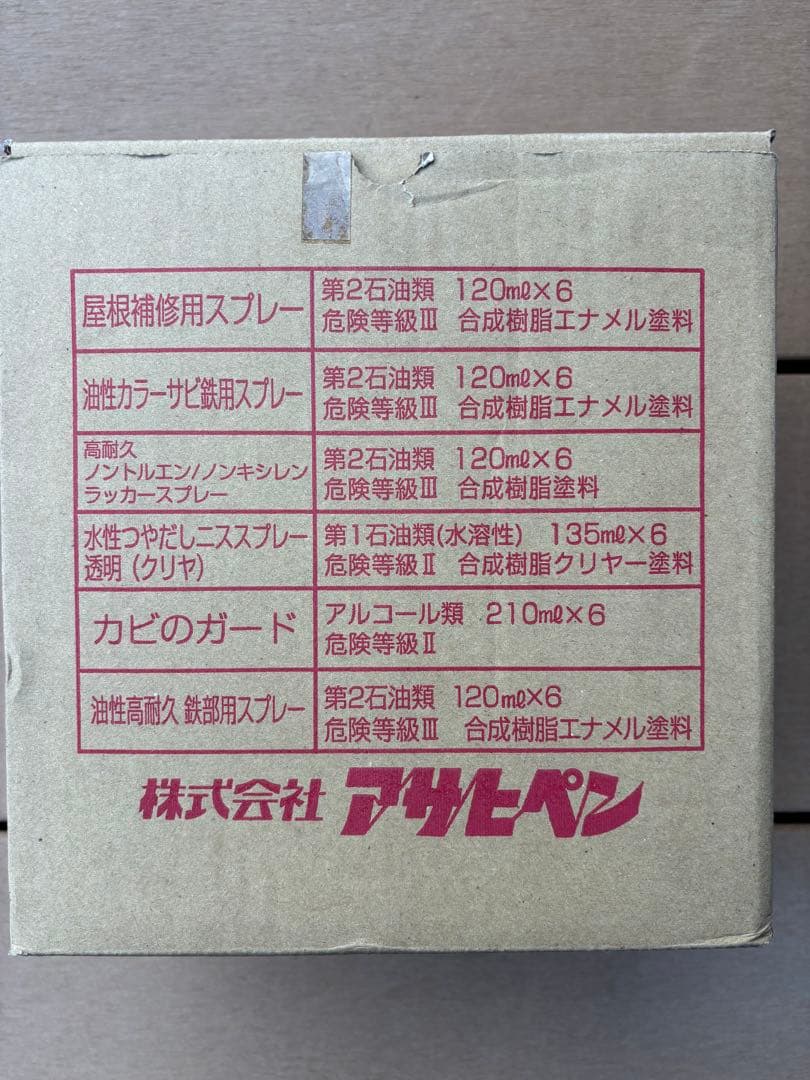 屋根補修用スプレー
第2石油類 120mℓ×6
危険等級Ⅲ 合成樹脂エナメル塗料
油性カラーサビ鉄用スプレー
第2石油類 120mℓ×6
危険等級Ⅲ 合成樹脂エナメル塗料
高耐久
ノントルエン/ノンキシレン
ラッカースプレー
第2石油類 120mℓ×6
危険等級Ⅲ 合成樹脂塗料
水性つやだしニススプレー
透明（クリヤ）
第1石油類(水溶性) 135mℓ×6
危険等級Ⅱ 合成樹脂クリヤー塗料
カビのガード
アルコール類 210mℓ×6
危険等級Ⅱ
油性高耐久 鉄部用スプレー
第2石油類 120mℓ×6
危険等級Ⅲ 合成樹脂エナメル塗料
株式会社 アサヒペン